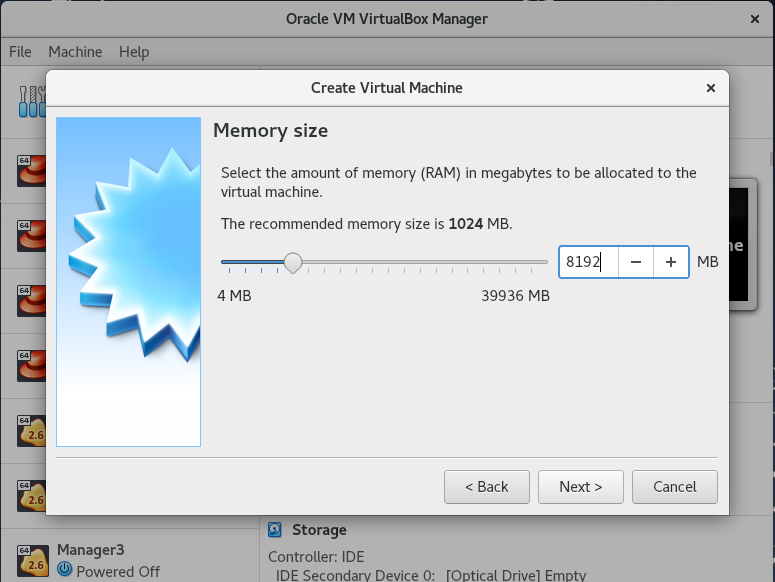 Oracle VM VirtualBox Manager
File Machine Help
Create Virtual Machine
Memory size
Select the amount of memory (RAM) in megabytes to be allocated to the
virtual machine.
The recommended memory size is 1024 MB.
8192 MB
4 MB 39936 MB
< Back Next > Cancel
64
64
64
64
64
2.6
64
2.6
64
2.6
Manager3
Powered Off
ne
Storage
Controller: IDE
IDE Secondary Device 0: [Optical Drive] Empty